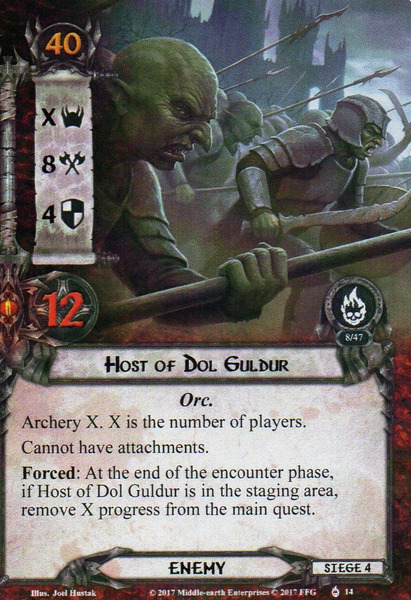 40
X
8
4
12
8/47
HOST OF DOL GULDUR
Orc.
Archery X. X is the number of players.
Cannot have attachments.
Forced: At the end of the encounter phase,
if Host of Dol Guldur is in the staging area,
remove X progress from the main quest.
ENEMY
SIEGE 4
Illus. Joel Hustak
© 2017 Middle-earth Enterprises © 2017 FFG
14